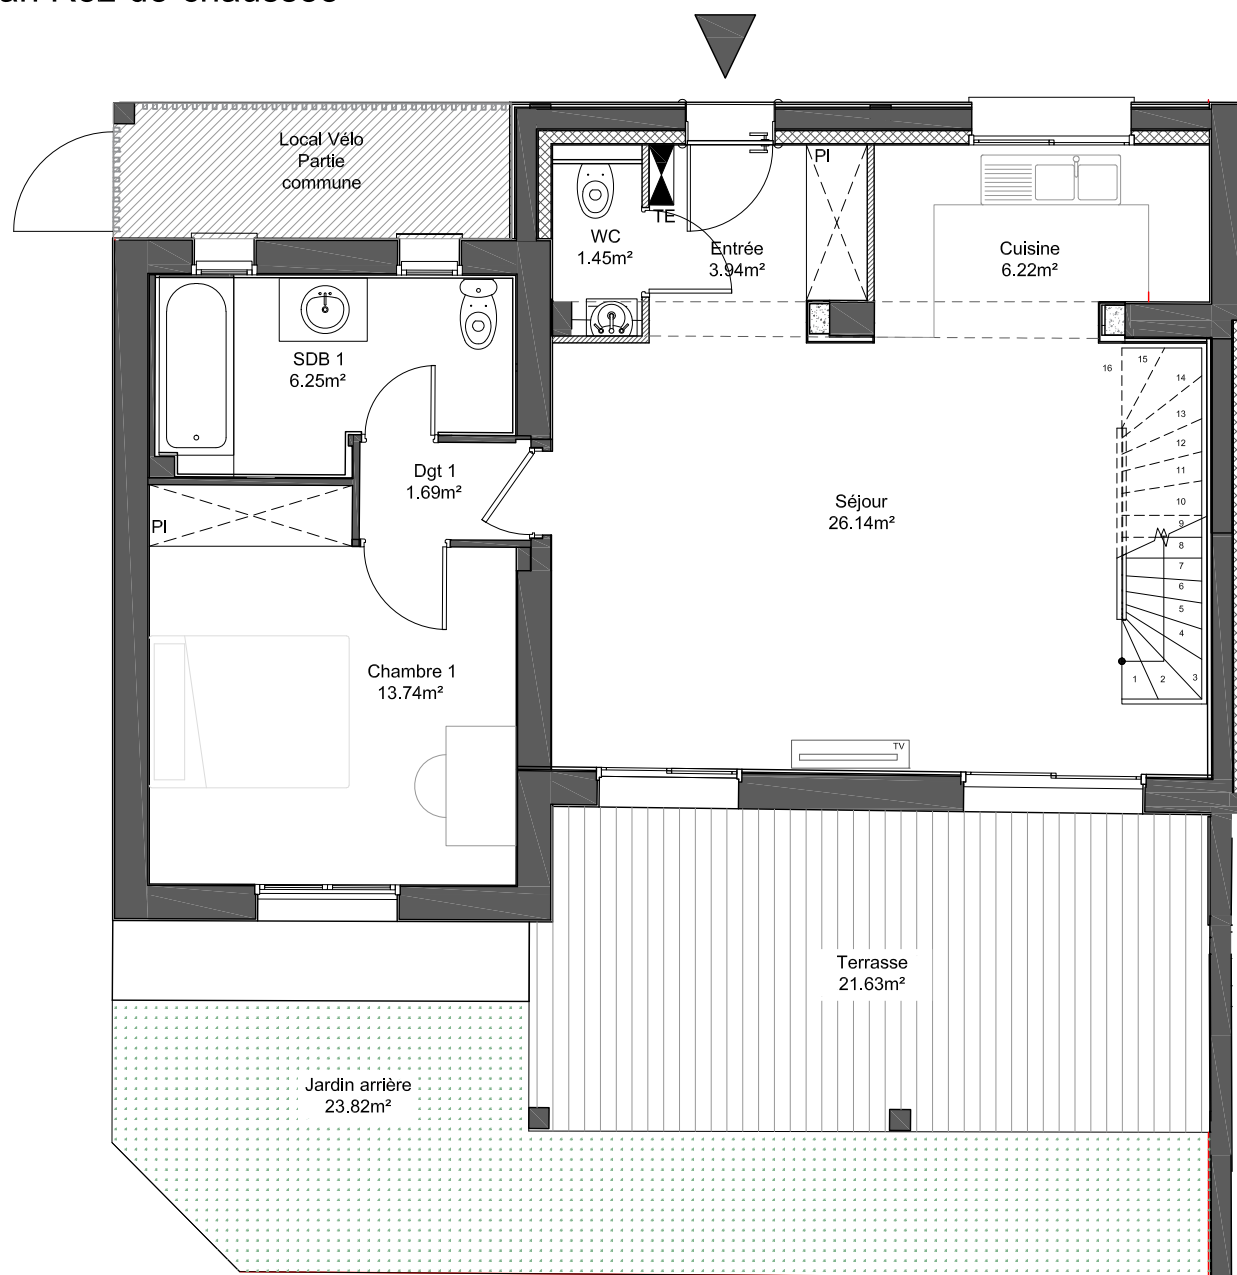 Local Vélo
Partie
commune
PI
TE
WC
1.45m²
Entrée
3.94m²
Cuisine
6.22m²
SDB 1
6.25m²
16
15
14
13
12
11
10
9
8
7
6
5
4
3
2
1
Dgt 1
1.69m²
Séjour
26.14m²
PI
Chambre 1
13.74m²
TV
Terrasse
21.63m²
Jardin arrière
23.82m²